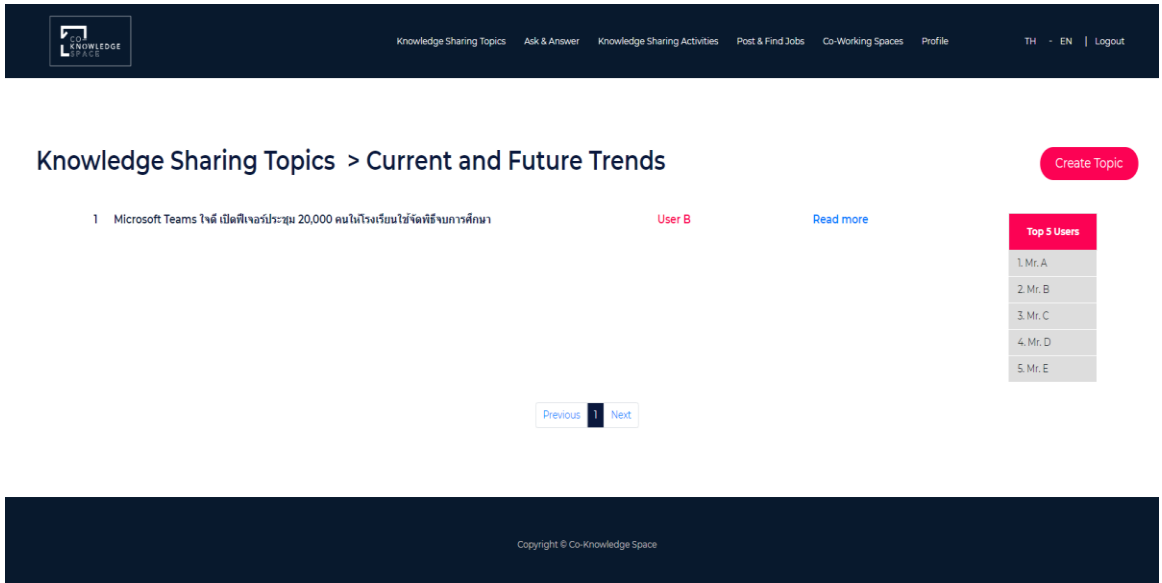 CO-
KNOWLEDGE
SPACE
Knowledge Sharing Topics Ask & Answer Knowledge Sharing Activities Post & Find Jobs Co-Working Spaces Profile TH - EN | Logout
Knowledge Sharing Topics > Current and Future Trends
Create Topic
1 Microsoft Teams ใจดี เปิดฟีเจอร์ประชุม 20,000 คนให้โรงเรียนใช้จัดพิธีจบการศึกษา User B Read more
Top 5 Users
1. Mr. A
2. Mr. B
3. Mr. C
4. Mr. D
5. Mr. E
Previous 1 Next
Copyright © Co-Knowledge Space